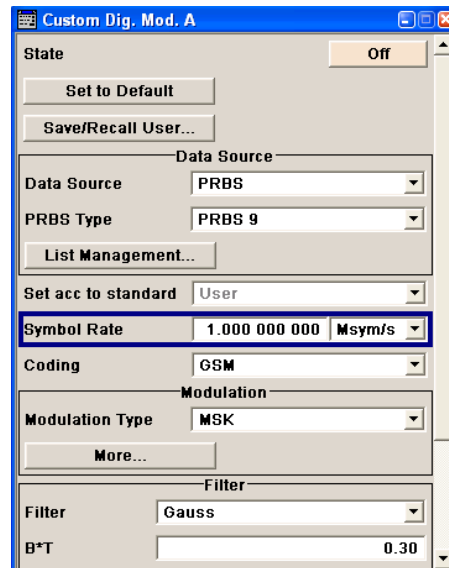 Custom Dig. Mod. A
State Off
Set to Default
Save/Recall User...
Data Source
Data Source PRBS
PRBS Type PRBS 9
List Management...
Set acc to standard User
Symbol Rate 1.000 000 000 Msym/s
Coding GSM
Modulation
Modulation Type MSK
More...
Filter
Filter Gauss
B*T 0.30